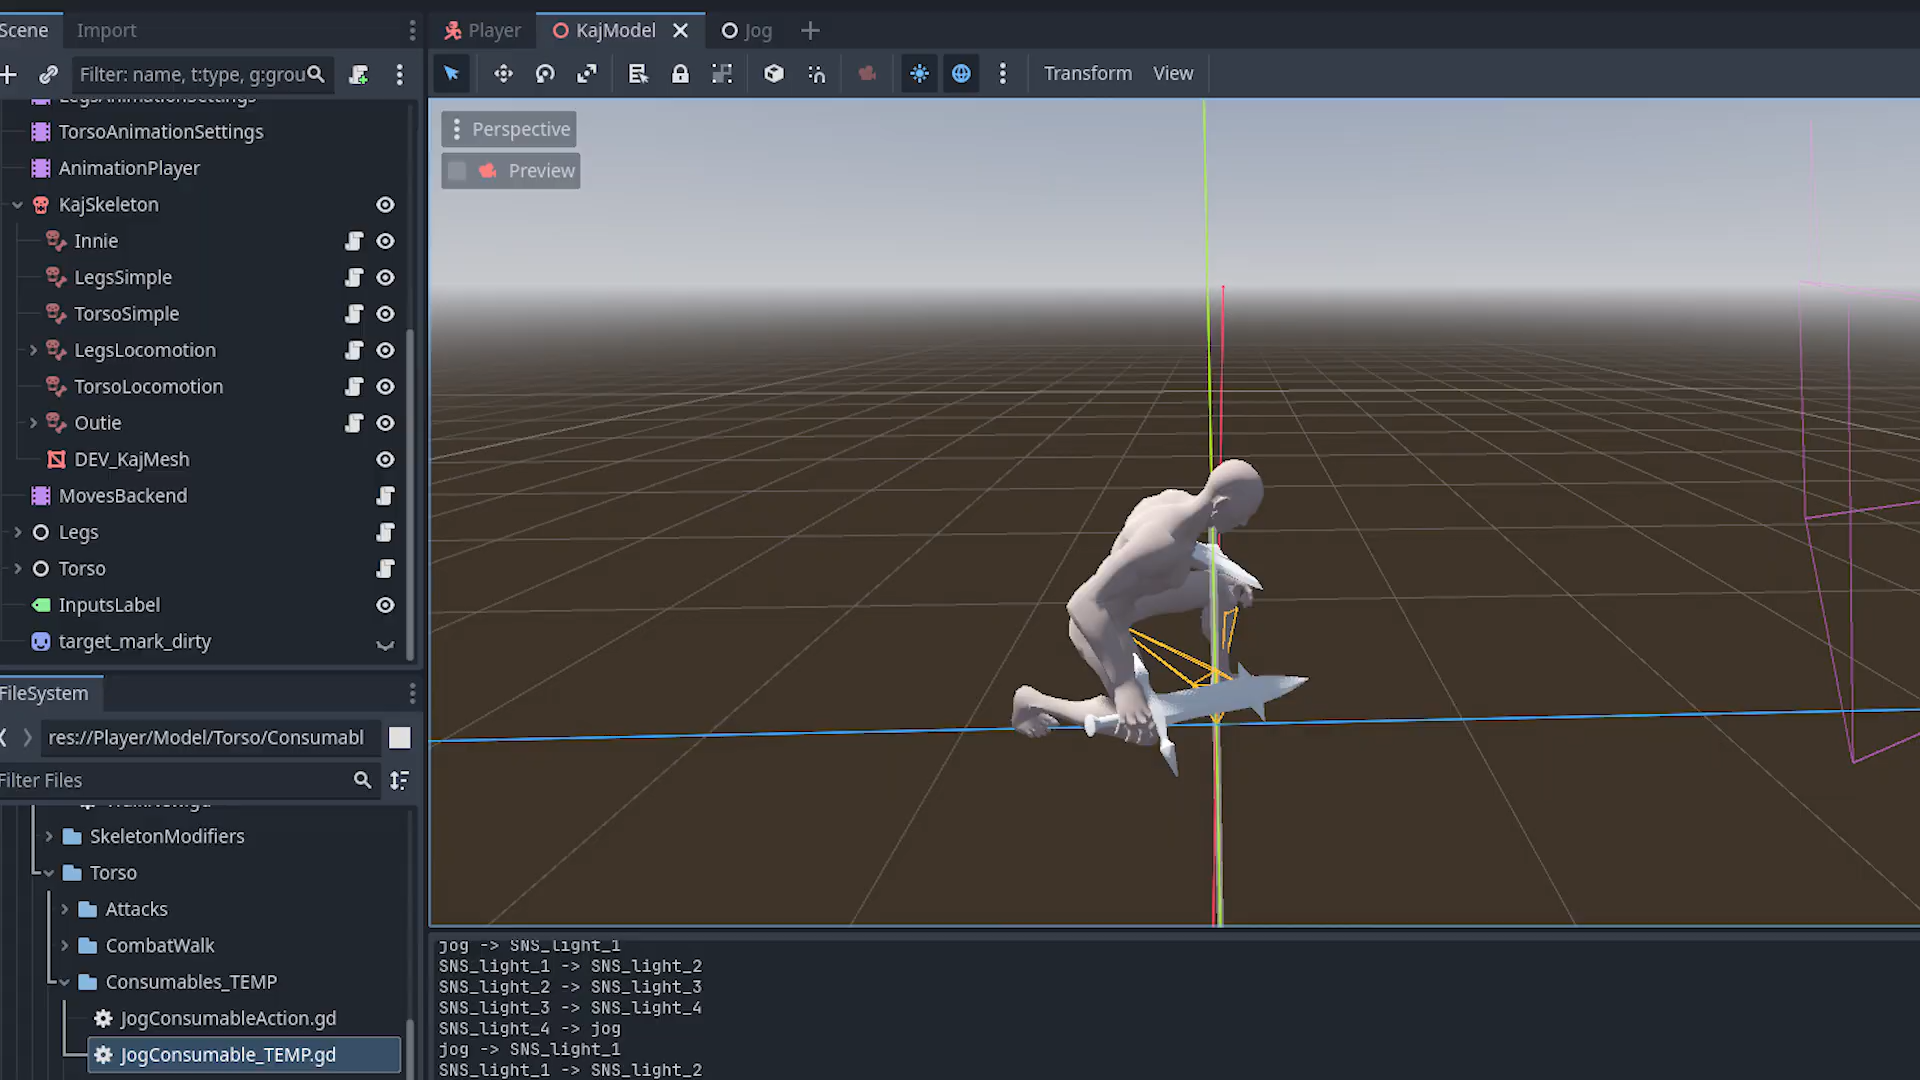 Scene
Import
Filter: name, t:type, g:grou
LegsAnimationSettings
TorsoAnimationSettings
AnimationPlayer
KajSkeleton
Innie
LegsSimple
TorsoSimple
LegsLocomotion
TorsoLocomotion
Outie
DEV_KajMesh
MovesBackend
Legs
Torso
InputsLabel
target_mark_dirty
FileSystem
res://Player/Model/Torso/Consumabl
Filter Files
SkeletonModifiers
Torso
Attacks
CombatWalk
Consumables_TEMP
JogConsumableAction.gd
JogConsumable_TEMP.gd
Player
KajModel
Jog
Transform
View
Perspective
Preview
jog -> SNS_light_1
SNS_light_1 -> SNS_light_2
SNS_light_2 -> SNS_light_3
SNS_light_3 -> SNS_light_4
SNS_light_4 -> jog
jog -> SNS_light_1
SNS_light_1 -> SNS_light_2